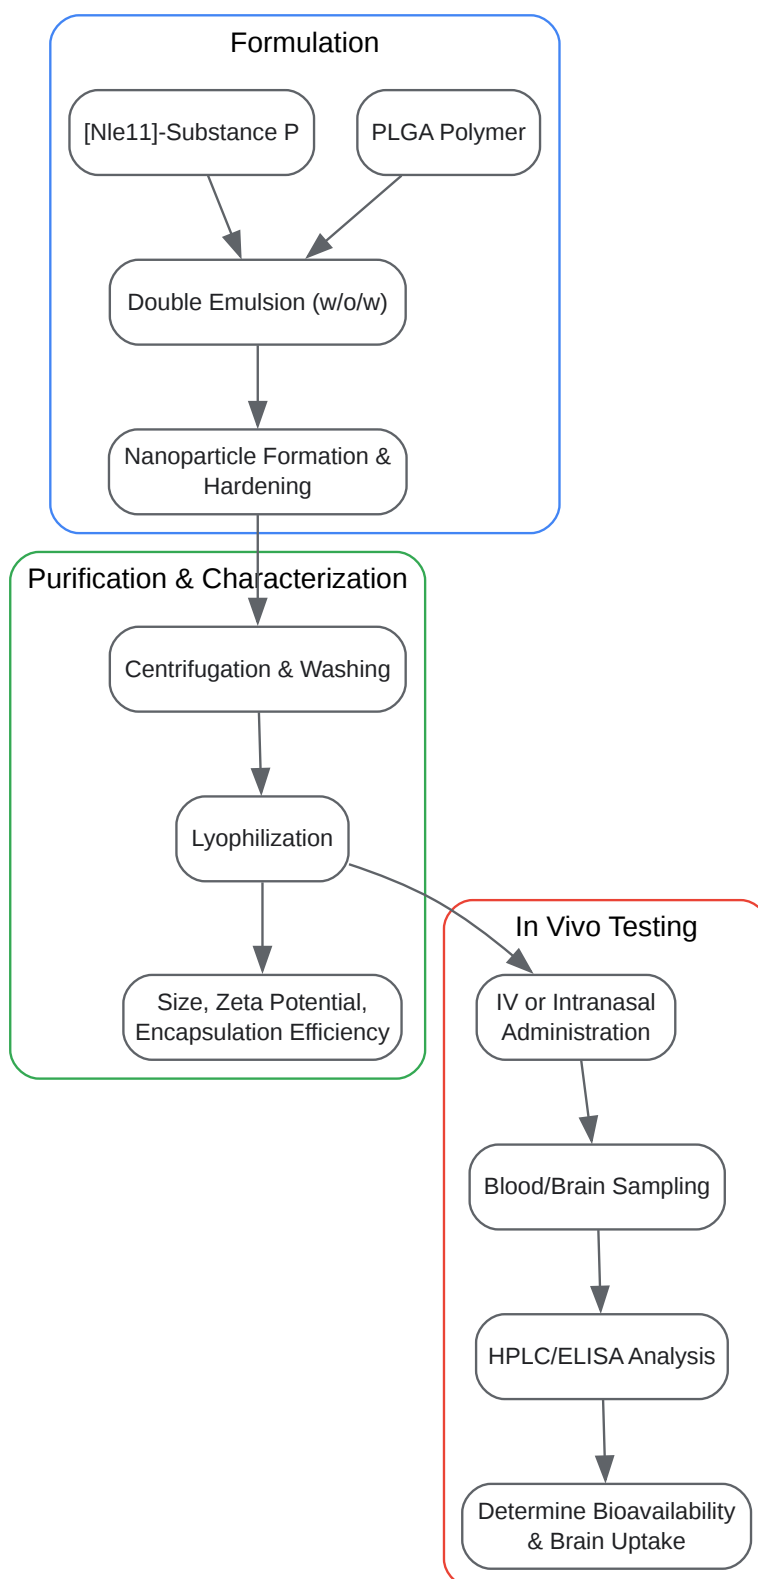 Formulation
[Nle11]-Substance P
PLGA Polymer
Double Emulsion (w/o/w)
Nanoparticle Formation &
Hardening
Purification & Characterization
Centrifugation & Washing
Lyophilization
Size, Zeta Potential,
Encapsulation Efficiency
In Vivo Testing
IV or Intranasal
Administration
Blood/Brain Sampling
HPLC/ELISA Analysis
Determine Bioavailability
& Brain Uptake